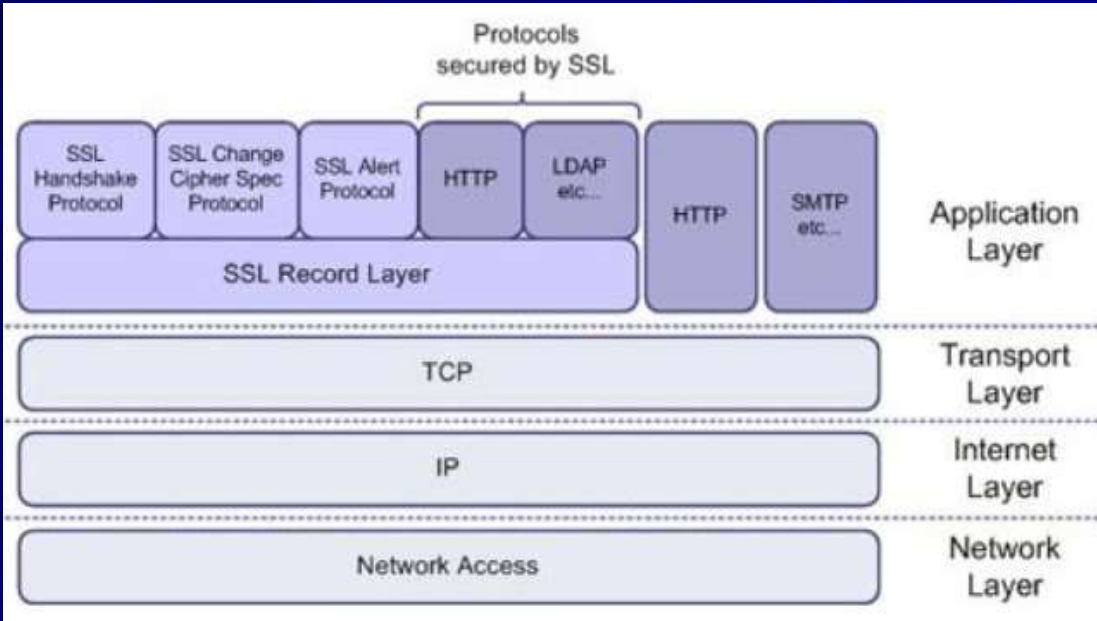 Protocols
secured by SSL
SSL
Handshake
Protocol
SSL Change
Cipher Spec
Protocol
SSL Alert
Protocol
HTTP
LDAP
etc...
HTTP
SMTP
etc...
Application
Layer
SSL Record Layer
TCP
Transport
Layer
IP
Internet
Layer
Network Access
Network
Layer